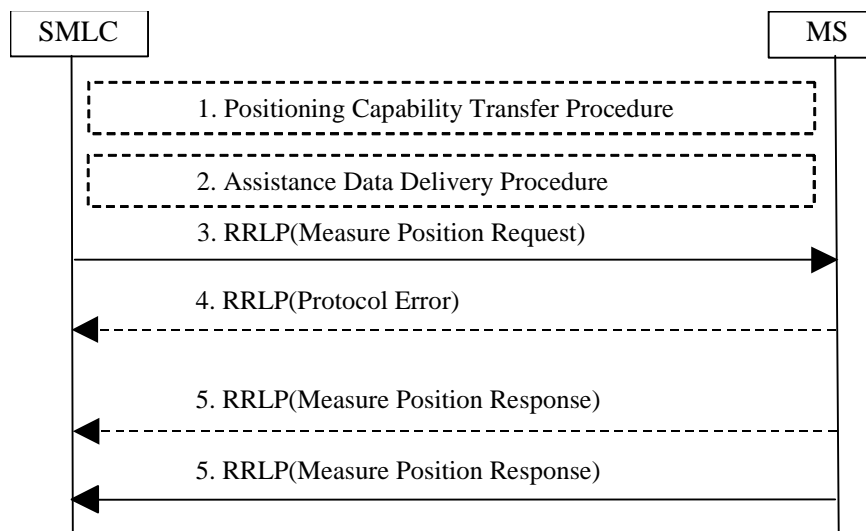 SMLC
MS
1. Positioning Capability Transfer Procedure
2. Assistance Data Delivery Procedure
3. RRLP(Measure Position Request)
4. RRLP(Protocol Error)
5. RRLP(Measure Position Response)
5. RRLP(Measure Position Response)